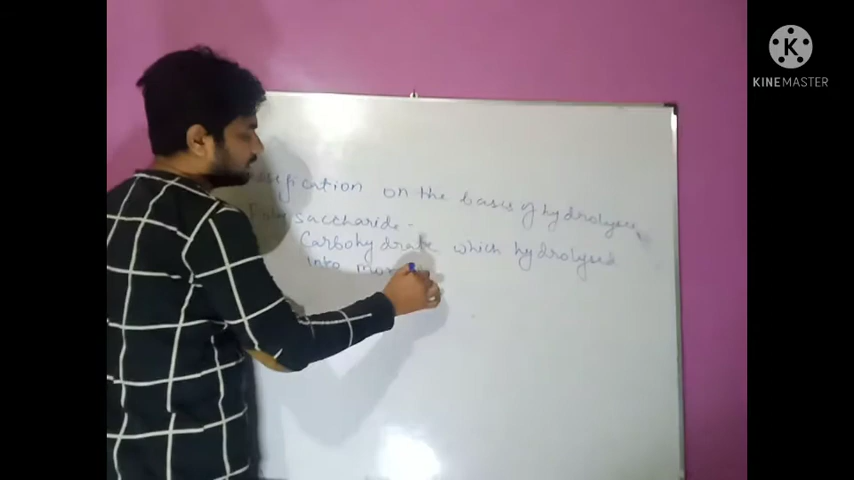 on the basis of hydrolysis
saccharide -
Carbohydrate which hydrolysed
into
KINEMASTER